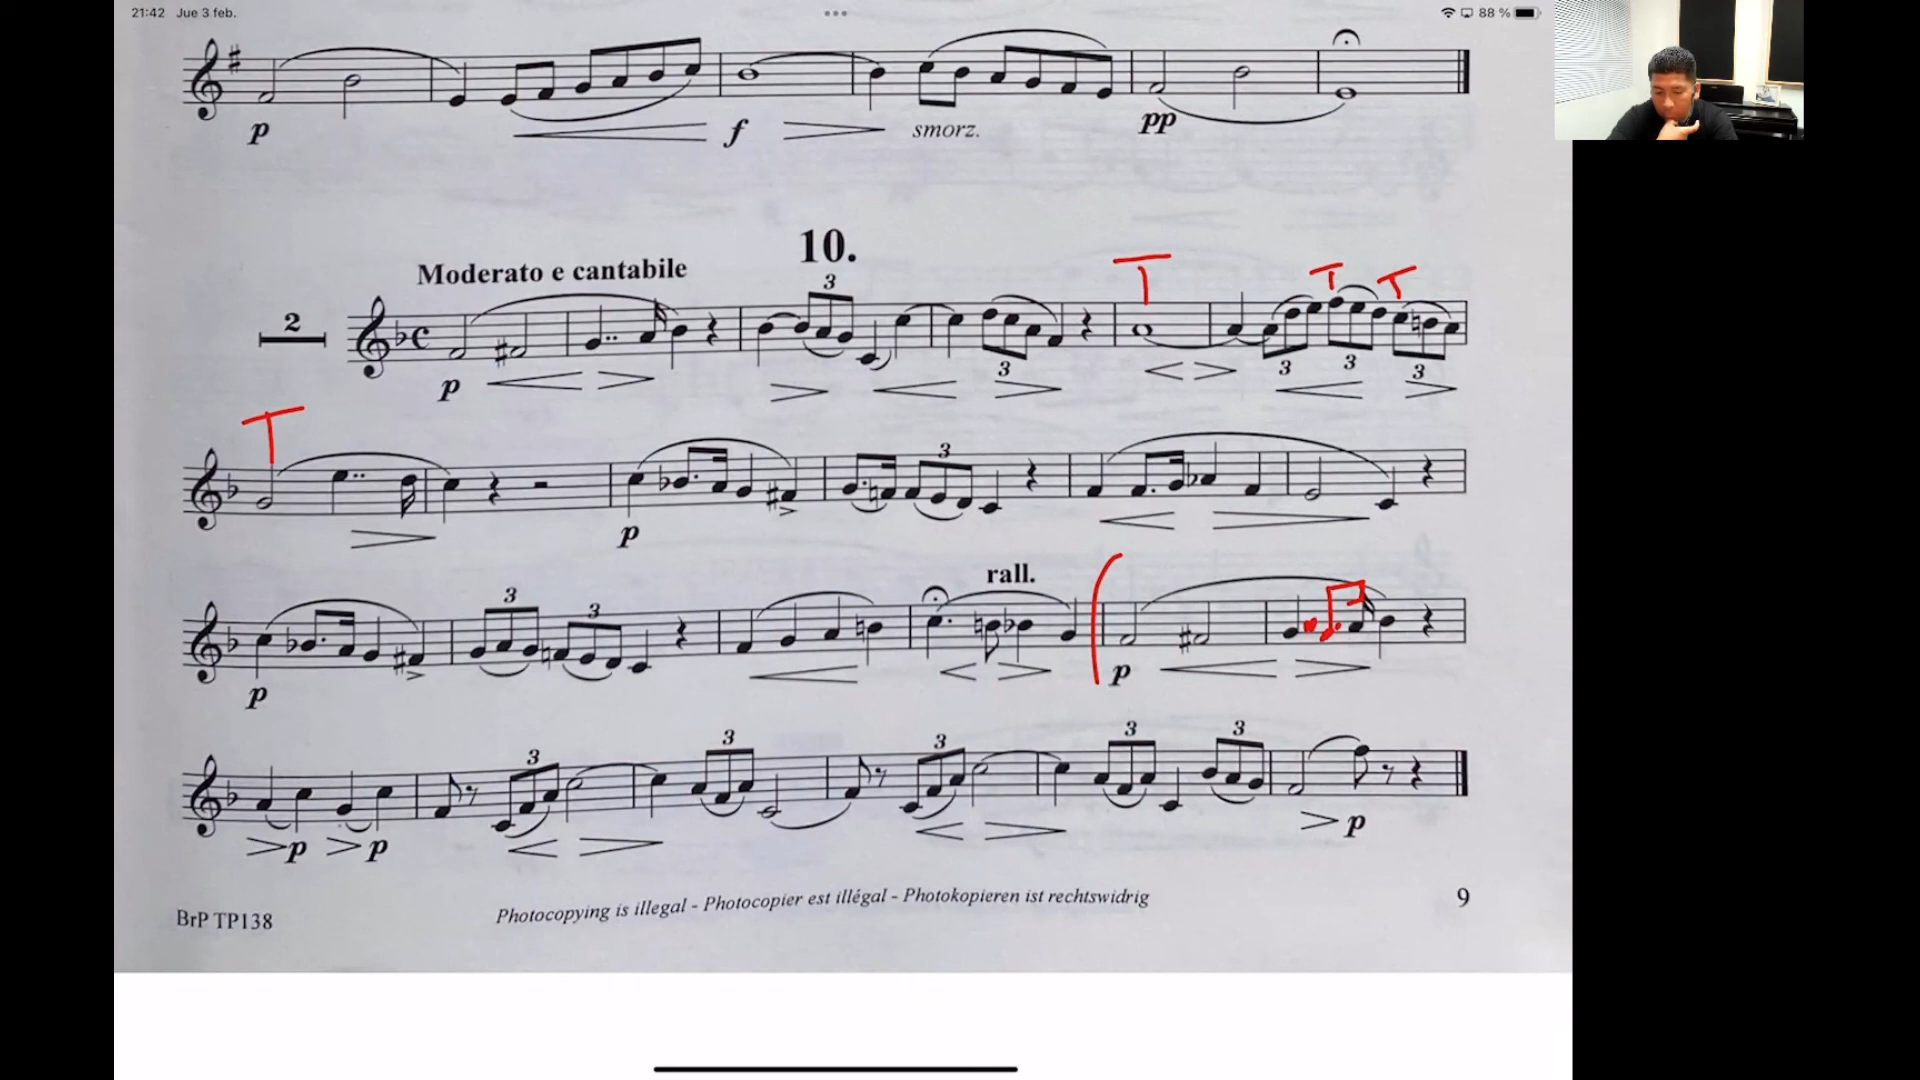 21:42 Jue 3 feb.
88 %
p f smorz. pp
10.
Moderato e cantabile
3 T T T
2
p 3 3 3 3
T
3
p
rall.
3 3
p p
3 3 3 3 3
p p p
BrP TP138 Photocopying is illegal - Photocopier est illégal - Photokopieren ist rechtswidrig 9